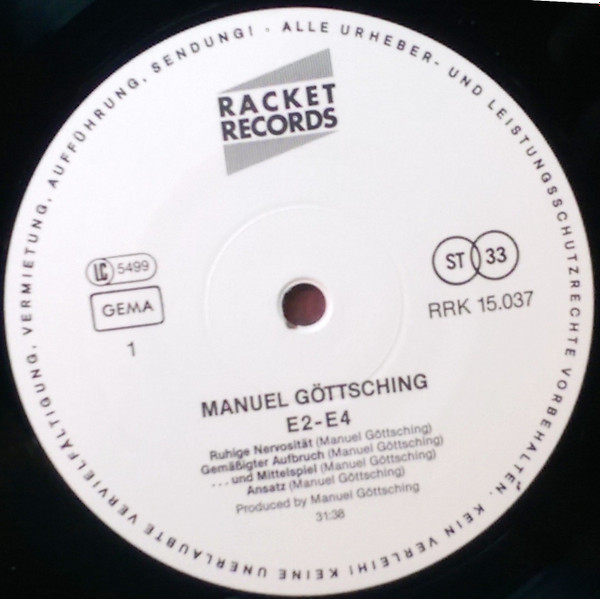 ALLE URHEBER- UND LEISTUNGSSCHUTZRECHTE VORBEHALTEN. KEIN VERLEIH! KEINE UNERLAUBTE VERVIELFÄLTIGUNG, VERMIETUNG, AUFFÜHRUNG, SENDUNG! -
RACKET
RECORDS
LC 5499
GEMA
1
ST 33
RRK 15.037
MANUEL GÖTTSCHING
E2-E4
Ruhige Nervosität (Manuel Göttsching)
Gemäßigter Aufbruch (Manuel Göttsching)
...und Mittelspiel (Manuel Göttsching)
Ansatz (Manuel Göttsching)
Produced by Manuel Göttsching
31:38